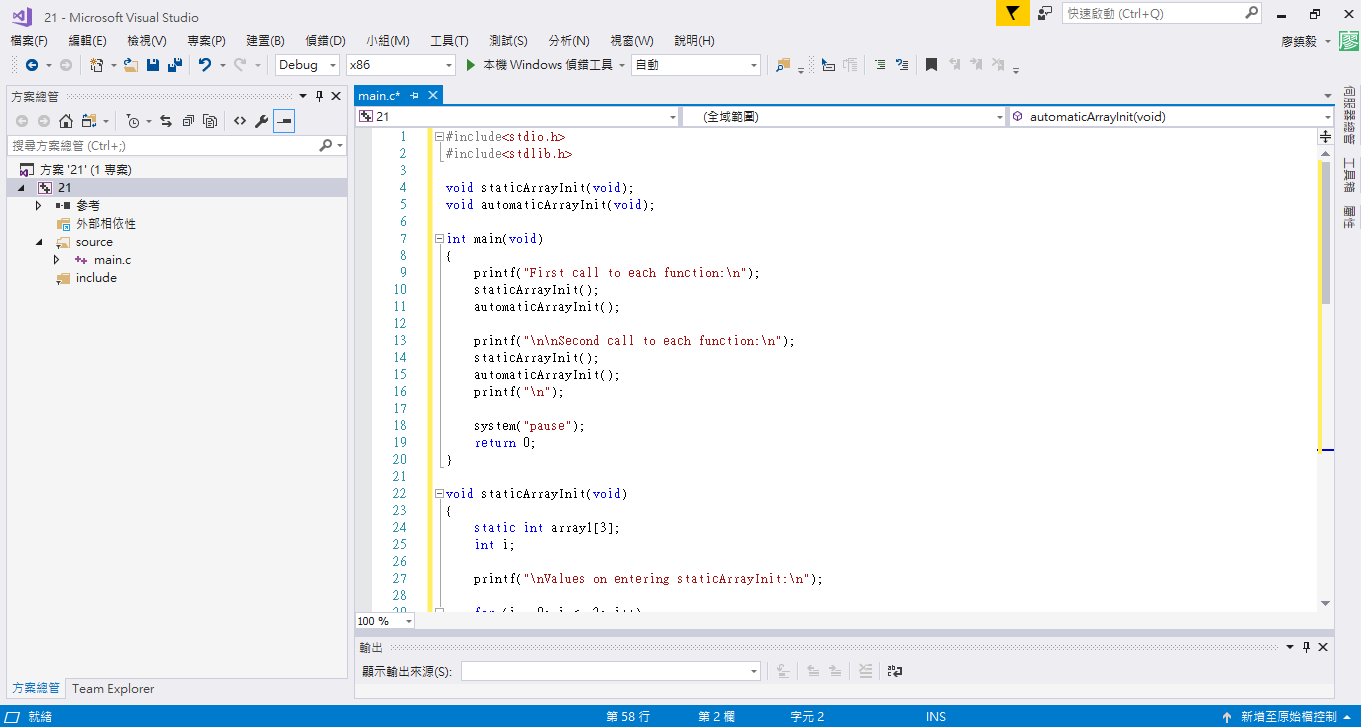 21 - Microsoft Visual Studio
快速啟動 (Ctrl+Q)
檔案(F) 編輯(E) 檢視(V) 專案(P) 建置(B) 偵錯(D) 小組(M) 工具(T) 測試(S) 分析(N) 視窗(W) 說明(H)
廖鎮毅 廖
Debug x86 本機 Windows 偵錯工具 自動
方案總管
搜尋方案總管 (Ctrl+;)
方案 '21' (1 專案)
21
參考
外部相依性
source
main.c
include
方案總管 Team Explorer
main.c*
21 (全域範圍) automaticArrayInit(void)
1 #include<stdio.h>
2 #include<stdlib.h>
3
4 void staticArrayInit(void);
5 void automaticArrayInit(void);
6
7 int main(void)
8 {
9 printf("First call to each function:\n");
10 staticArrayInit();
11 automaticArrayInit();
12
13 printf("\n\nSecond call to each function:\n");
14 staticArrayInit();
15 automaticArrayInit();
16 printf("\n");
17
18 system("pause");
19 return 0;
20 }
21
22 void staticArrayInit(void)
23 {
24 static int array1[3];
25 int i;
26
27 printf("\nValues on entering staticArrayInit:\n");
28
29 for (i = 0; i <= 2; i++)
100 %
輸出
顯示輸出來源(S):
伺服器總管
工具箱
屬性
就緒 第 58 行 第 2 欄 字元 2 INS 新增至原始檔控制